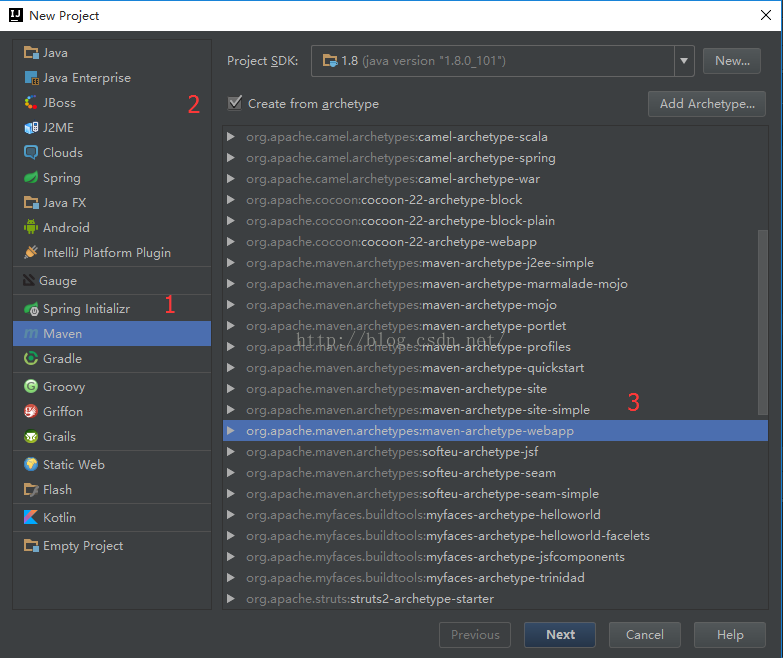 New Project
Java
Java Enterprise
JBoss
J2ME
Clouds
Spring
Java FX
Android
IntelliJ Platform Plugin
Gauge
Spring Initializr
Maven
Gradle
Groovy
Griffon
Grails
Static Web
Flash
Kotlin
Empty Project
1
2
Project SDK: 1.8 (java version "1.8.0_101") New...
Create from archetype Add Archetype...
org.apache.camel.archetypes:camel-archetype-scala
org.apache.camel.archetypes:camel-archetype-spring
org.apache.camel.archetypes:camel-archetype-war
org.apache.cocoon:cocoon-22-archetype-block
org.apache.cocoon:cocoon-22-archetype-block-plain
org.apache.cocoon:cocoon-22-archetype-webapp
org.apache.maven.archetypes:maven-archetype-j2ee-simple
org.apache.maven.archetypes:maven-archetype-marmalade-mojo
org.apache.maven.archetypes:maven-archetype-mojo
org.apache.maven.archetypes:maven-archetype-portlet
http://blog.csdn.net/
org.apache.maven.archetypes:maven-archetype-profiles
org.apache.maven.archetypes:maven-archetype-quickstart
org.apache.maven.archetypes:maven-archetype-site
org.apache.maven.archetypes:maven-archetype-site-simple
3
org.apache.maven.archetypes:maven-archetype-webapp
org.apache.maven.archetypes:softeu-archetype-jsf
org.apache.maven.archetypes:softeu-archetype-seam
org.apache.maven.archetypes:softeu-archetype-seam-simple
org.apache.myfaces.buildtools:myfaces-archetype-helloworld
org.apache.myfaces.buildtools:myfaces-archetype-helloworld-facelets
org.apache.myfaces.buildtools:myfaces-archetype-jsfcomponents
org.apache.myfaces.buildtools:myfaces-archetype-trinidad
org.apache.struts:struts2-archetype-starter
Previous Next Cancel Help